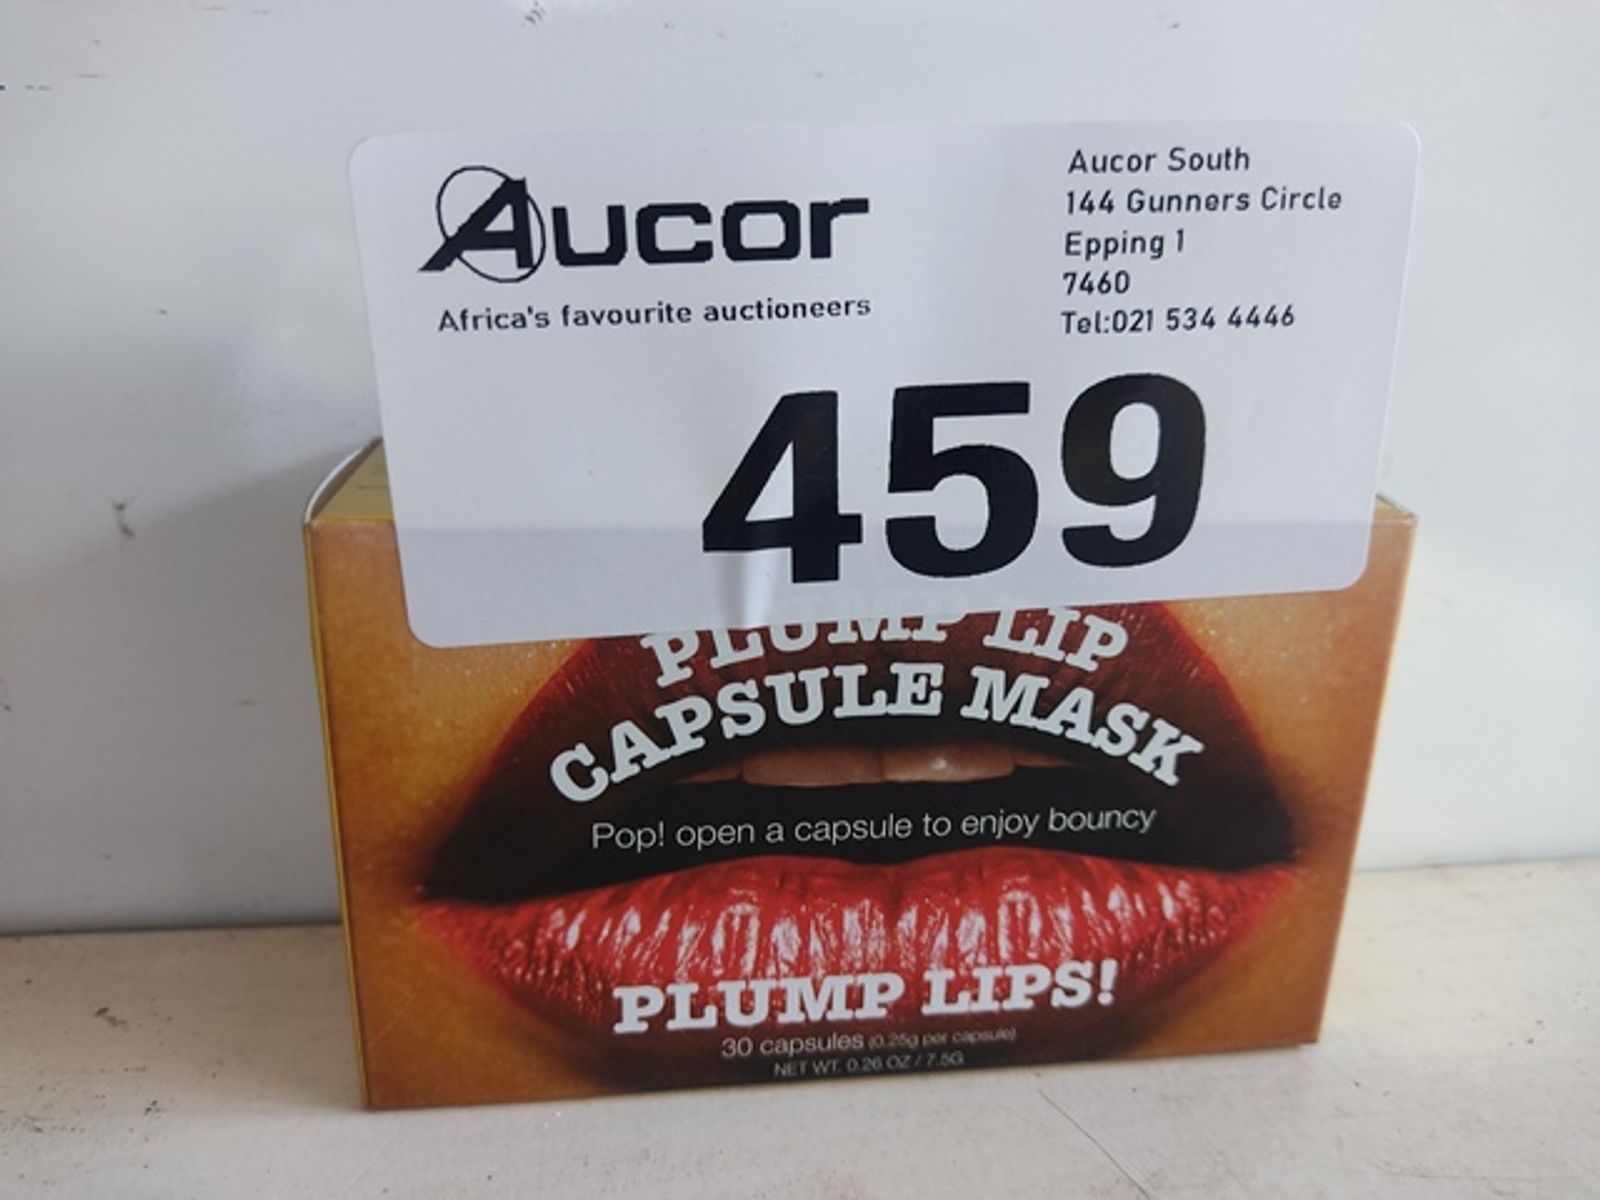 Aucor
Africa's favourite auctioneers
Aucor South
144 Gunners Circle
Epping 1
7460
Tel:021 534 4446
459
PLUMP LIP
CAPSULE MASK
Pop! open a capsule to enjoy bouncy
PLUMP LIPS!
30 capsules (0.25g per capsule)
NET WT. 0.26 OZ / 7.5G